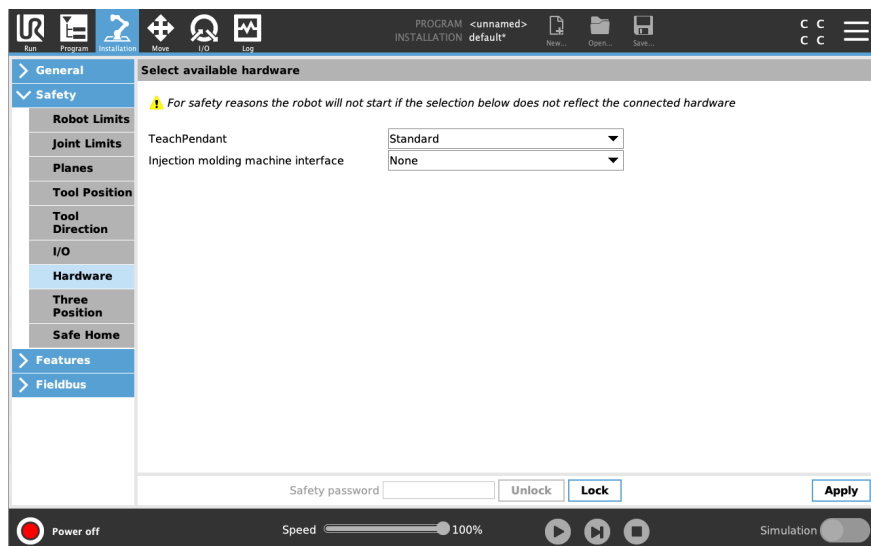 PROGRAM <unnamed>
INSTALLATION default*
C C
C C
UR
Run Program Installation Move I/O Log New... Open... Save...
General
Select available hardware
Safety
For safety reasons the robot will not start if the selection below does not reflect the connected hardware
Robot Limits
TeachPendant Standard
Joint Limits
Injection molding machine interface None
Planes
Tool Position
Tool
Direction
I/O
Hardware
Three
Position
Safe Home
Features
Fieldbus
Safety password Unlock Lock Apply
Power off Speed 100% Simulation